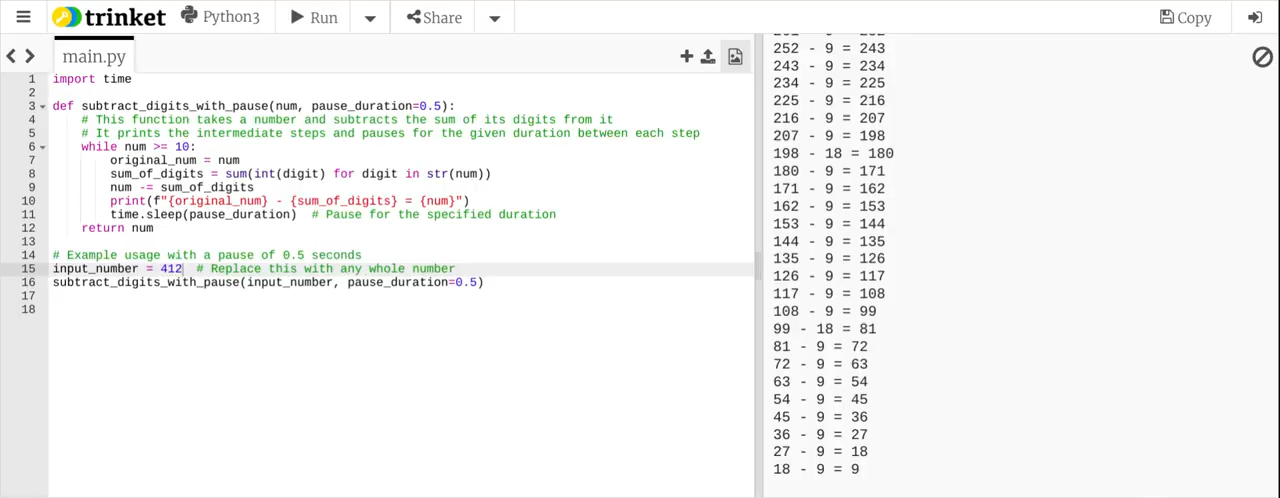 trinket Python3 Run Share Copy
main.py
1 import time
2
3 def subtract_digits_with_pause(num, pause_duration=0.5):
4 # This function takes a number and subtracts the sum of its digits from it
5 # It prints the intermediate steps and pauses for the given duration between each step
6 while num >= 10:
7 original_num = num
8 sum_of_digits = sum(int(digit) for digit in str(num))
9 num -= sum_of_digits
10 print(f"{original_num} - {sum_of_digits} = {num}")
11 time.sleep(pause_duration)  # Pause for the specified duration
12 return num
13
14 # Example usage with a pause of 0.5 seconds
15 input_number = 412  # Replace this with any whole number
16 subtract_digits_with_pause(input_number, pause_duration=0.5)
17
18
252 - 9 = 243
243 - 9 = 234
234 - 9 = 225
225 - 9 = 216
216 - 9 = 207
207 - 9 = 198
198 - 18 = 180
180 - 9 = 171
171 - 9 = 162
162 - 9 = 153
153 - 9 = 144
144 - 9 = 135
135 - 9 = 126
126 - 9 = 117
117 - 9 = 108
108 - 9 = 99
99 - 18 = 81
81 - 9 = 72
72 - 9 = 63
63 - 9 = 54
54 - 9 = 45
45 - 9 = 36
36 - 9 = 27
27 - 9 = 18
18 - 9 = 9